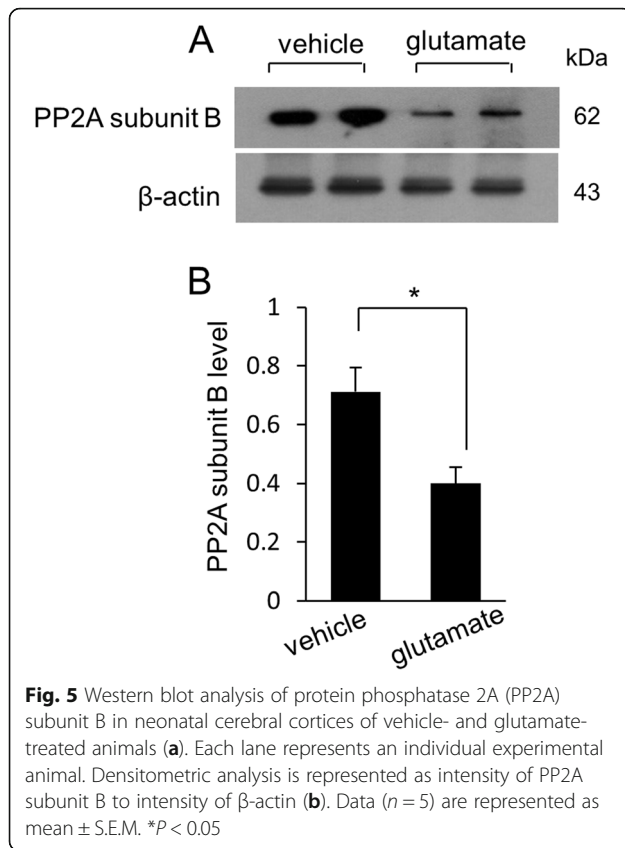 A
vehicle glutamate kDa
PP2A subunit B 62
β-actin 43
B
*
1
0.8
0.6
0.4
0.2
0
PP2A subunit B level
vehicle glutamate
Fig. 5 Western blot analysis of protein phosphatase 2A (PP2A)
subunit B in neonatal cerebral cortices of vehicle- and glutamate-
treated animals (a). Each lane represents an individual experimental
animal. Densitometric analysis is represented as intensity of PP2A
subunit B to intensity of β-actin (b). Data (n = 5) are represented as
mean ± S.E.M. *P < 0.05